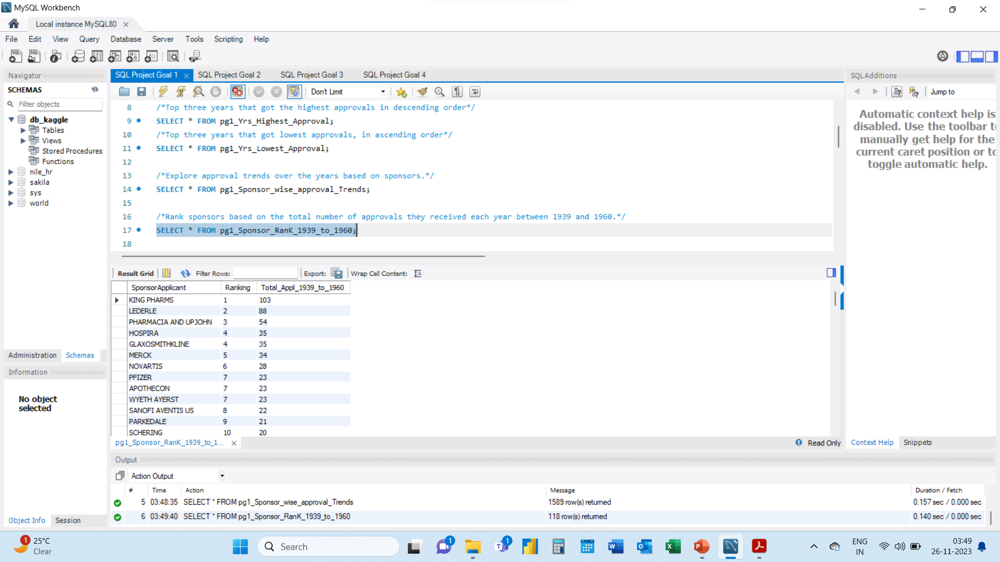 MySQL Workbench
Local instance MySQL80
File Edit View Query Database Server Tools Scripting Help
Navigator
SCHEMAS
Filter objects
db_kaggle
Tables
Views
Stored Procedures
Functions
nile_hr
sakila
sys
world
Administration Schemas
Information
No object
selected
Object Info Session
SQL Project Goal 1 SQL Project Goal 2 SQL Project Goal 3 SQL Project Goal 4
Don't Limit
8 /*Top three years that got the highest approvals in descending order*/
9 SELECT * FROM pg1_Yrs_Highest_Approval;
10 /*Top three years that got lowest approvals, in ascending order*/
11 SELECT * FROM pg1_Yrs_Lowest_Approval;
12
13 /*Explore approval trends over the years based on sponsors.*/
14 SELECT * FROM pg1_Sponsor_wise_approval_Trends;
15
16 /*Rank sponsors based on the total number of approvals they received each year between 1939 and 1960.*/
17 SELECT * FROM pg1_Sponsor_RanK_1939_to_1960;
18
Result Grid Filter Rows: Export: Wrap Cell Content:
SponsorApplicant Ranking Total_Appl_1939_to_1960
KING PHARMS 1 103
LEDERLE 2 88
PHARMACIA AND UPJOHN 3 54
HOSPIRA 4 35
GLAXOSMITHKLINE 4 35
MERCK 5 34
NOVARTIS 6 28
PFIZER 7 23
APOTHECON 7 23
WYETH AYERST 7 23
SANOFI AVENTIS US 8 22
PARKEDALE 9 21
SCHERING 10 20
pg1_Sponsor_RanK_1939_to_1... Read Only
SQLAdditions
Jump to
Automatic context help is
disabled. Use the toolbar t
manually get help for the
current caret position or to
toggle automatic help.
Context Help Snippets
Output
Action Output
# Time Action Message Duration / Fetch
5 03:48:35 SELECT * FROM pg1_Sponsor_wise_approval_Trends 1589 row(s) returned 0.157 sec / 0.000 sec
6 03:49:40 SELECT * FROM pg1_Sponsor_RanK_1939_to_1960 118 row(s) returned 0.140 sec / 0.000 sec
1 25°C
Clear
Search
1
1
ENG
IN
03:49
26-11-2023